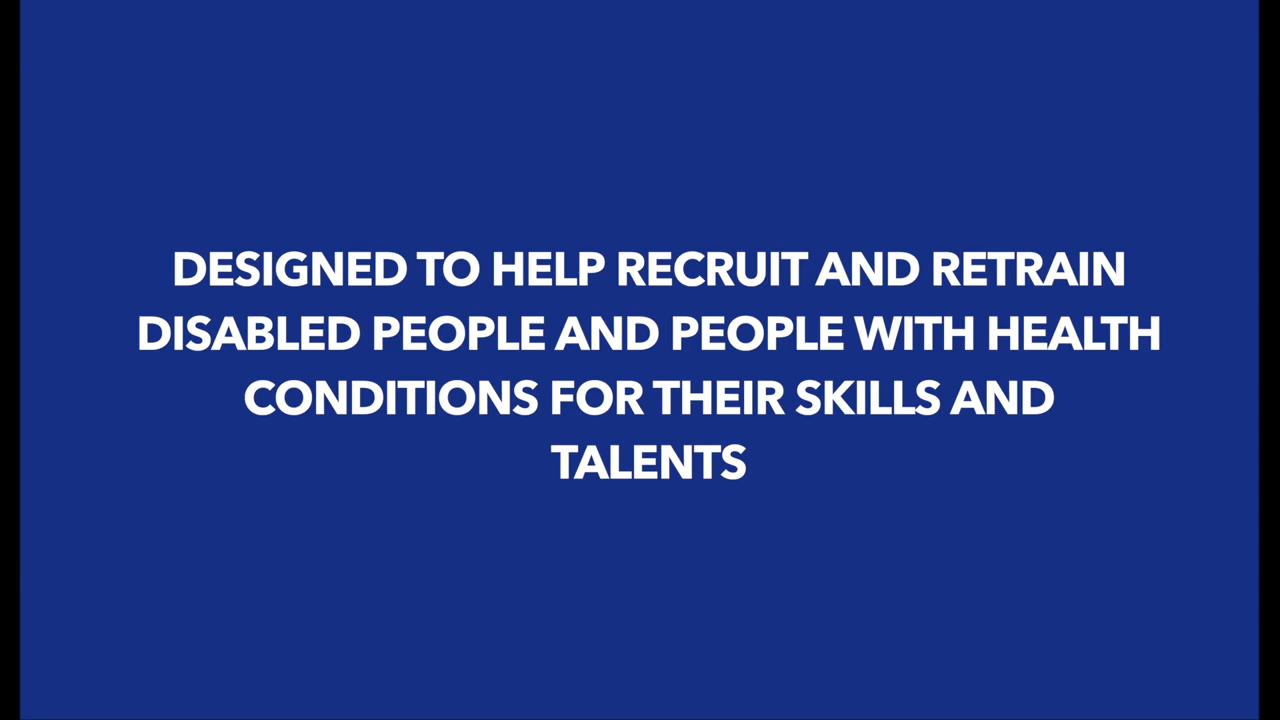 DESIGNED TO HELP RECRUIT AND RETRAIN
DISABLED PEOPLE AND PEOPLE WITH HEALTH
CONDITIONS FOR THEIR SKILLS AND
TALENTS